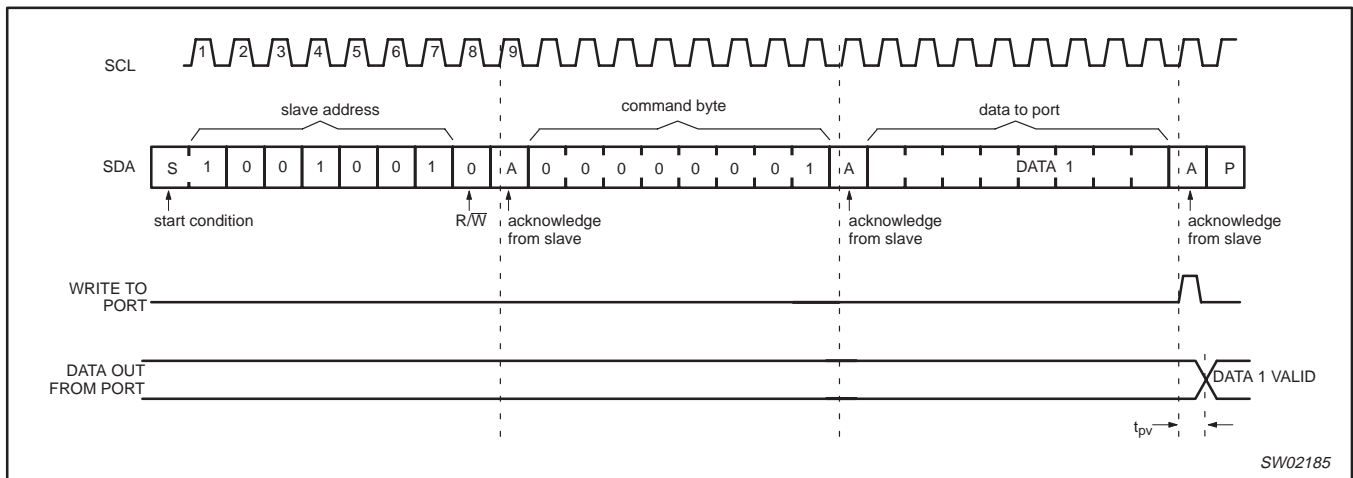 SCL 1 2 3 4 5 6 7 8 9
slave address command byte data to port
SDA S 1 0 0 1 0 0 1 0 A 0 0 0 0 0 0 0 1 A DATA 1 A P
start condition R/W acknowledge from slave acknowledge from slave acknowledge from slave
WRITE TO
PORT
DATA OUT
FROM PORT
DATA 1 VALID
tpv
SW02185